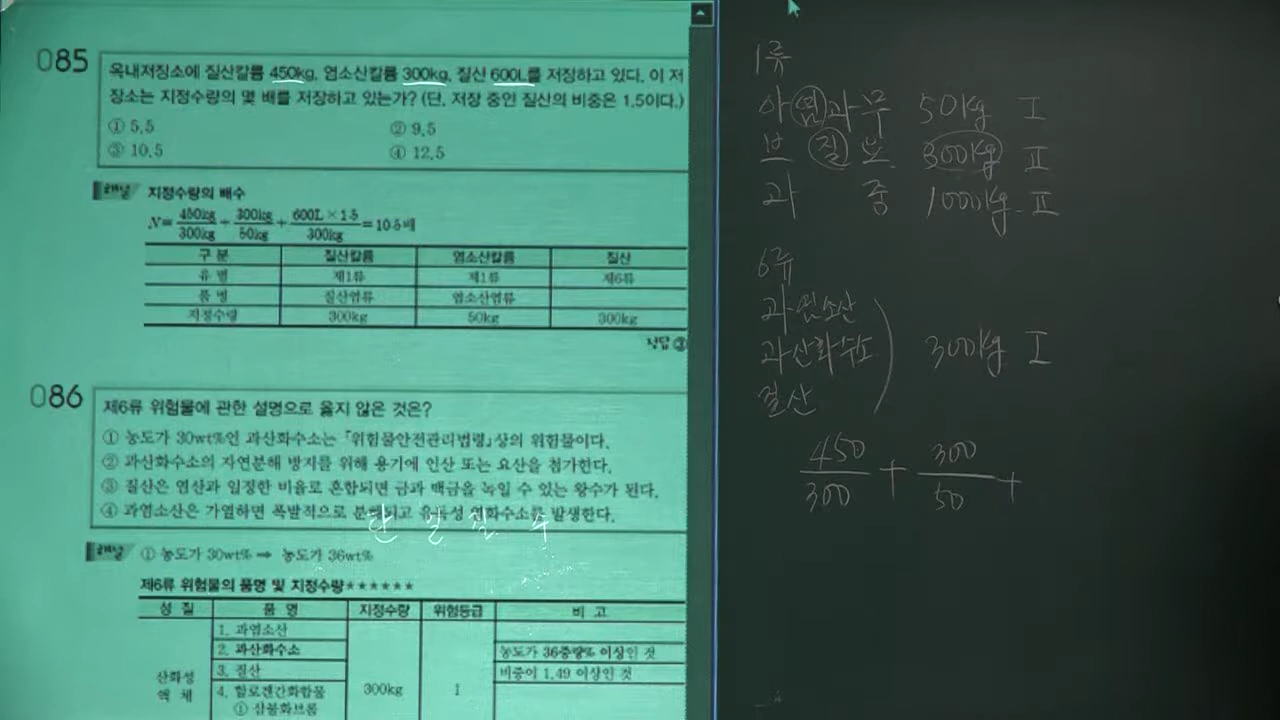 085
옥내저장소에 질산칼륨 450kg, 염소산칼륨 300kg, 질산 600L를 저장하고 있다. 이 저
장소는 지정수량의 몇 배를 저장하고 있는가? (단, 저장 중인 질산의 비중은 1.5이다.)
① 5.5 ② 9.5
③ 10.5 ④ 12.5
해설 지정수량의 배수
N = 450kg/300kg + 300kg/50kg + 600L × 1.5/300kg = 10.5배
구 분 질산칼륨 염소산칼륨 질산
유 별 제1류 제1류 제6류
품 명 질산염류 염소산염류
지정수량 300kg 50kg 300kg
정답 ③
086
제6류 위험물에 관한 설명으로 옳지 않은 것은?
① 농도가 30wt%인 과산화수소는 「위험물안전관리법령」상의 위험물이다.
② 과산화수소의 자연분해 방지를 위해 용기에 인산 또는 요산을 첨가한다.
③ 질산은 염산과 일정한 비율로 혼합되면 금과 백금을 녹일 수 있는 왕수가 된다.
④ 과염소산은 가열하면 폭발적으로 분해되고 유독성 염화수소를 발생한다.
해설 ① 농도가 30wt% ⇒ 농도가 36wt%
제6류 위험물의 품명 및 지정수량★★★★★★
성 질 품 명 지정수량 위험등급 비 고
산화성
액 체
1. 과염소산
2. 과산화수소 농도가 36중량% 이상인 것
3. 질산 비중이 1.49 이상인 것
4. 할로겐간화합물
① 삼불화브롬
300kg I
1류
아염과무 50kg I
브질요 300kg II
과 중 1000kg II
6류
과염소산
과산화수소 300kg I
질산
450/300 + 300/50 +